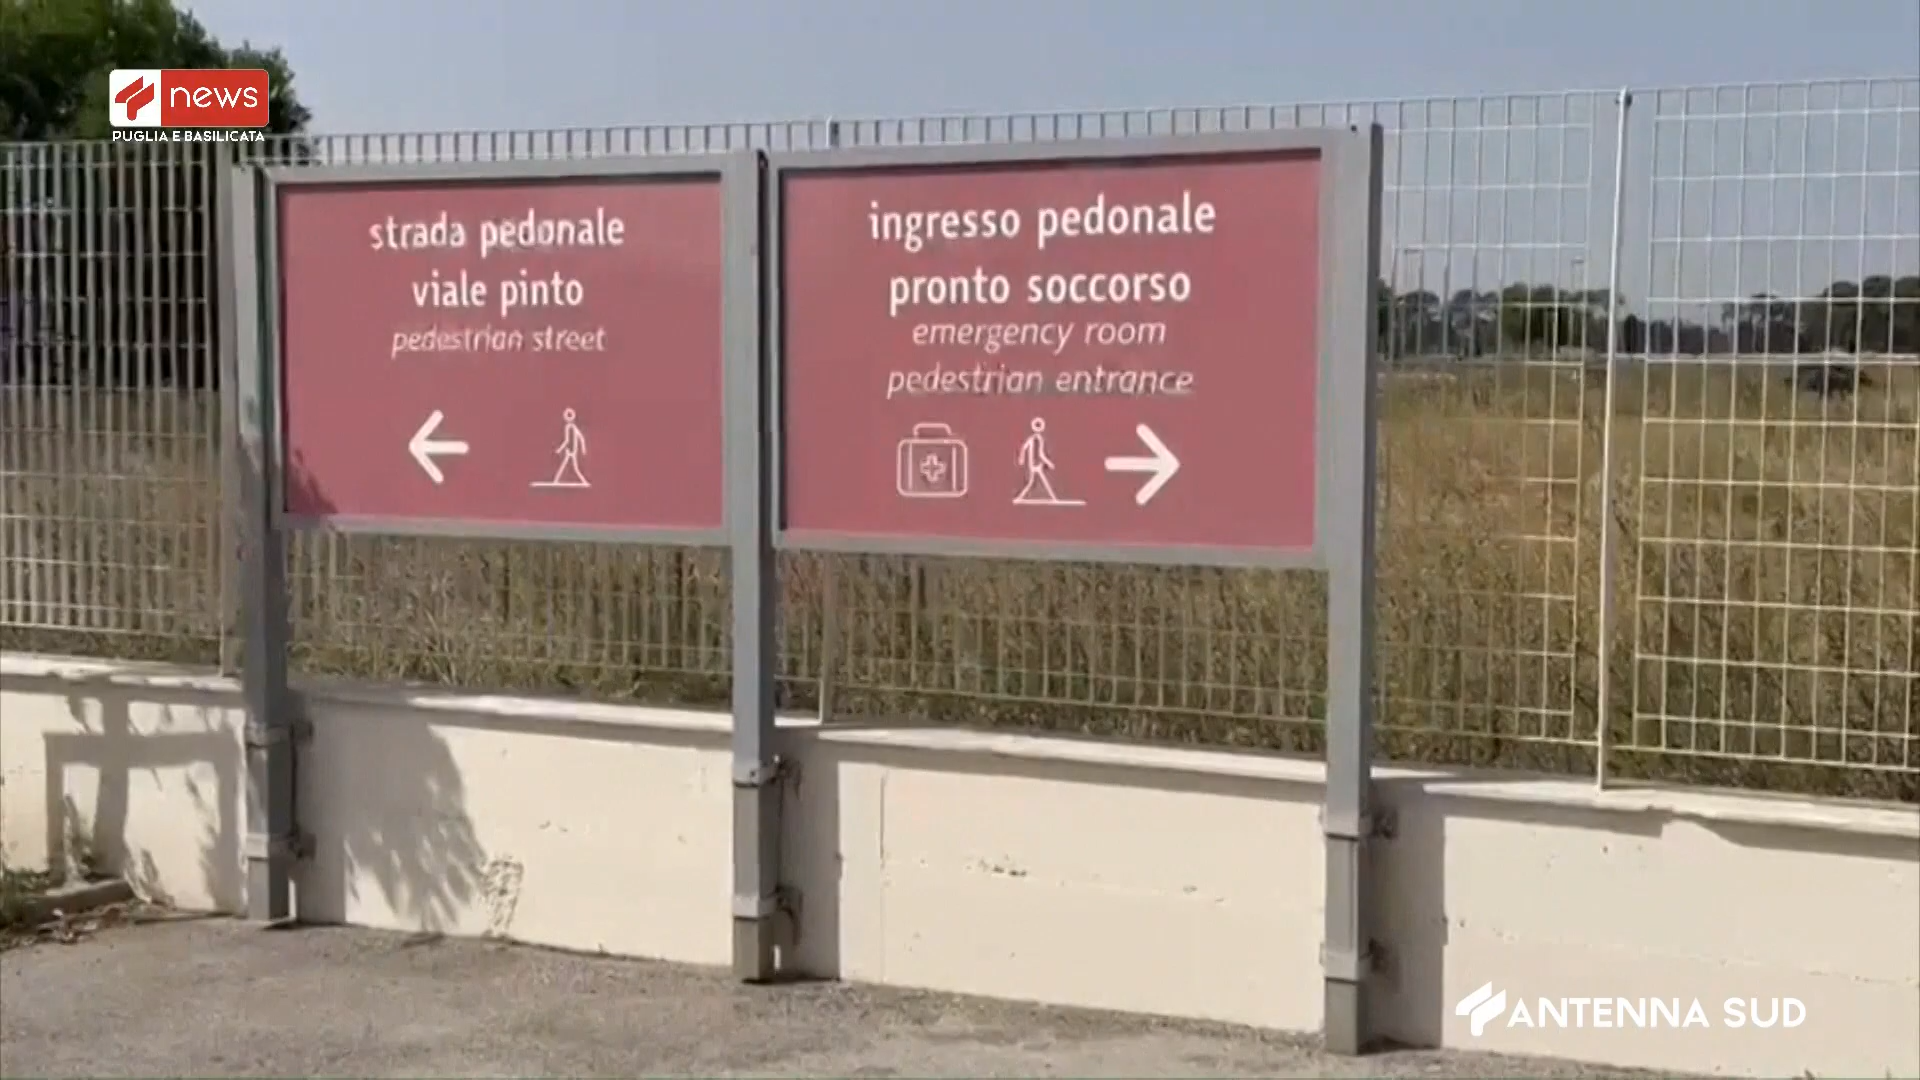 news
PUGLIA E BASILICATA
strada pedonale
viale pinto
pedestrian street
ingresso pedonale
pronto soccorso
emergency room
pedestrian entrance
ANTENNA SUD